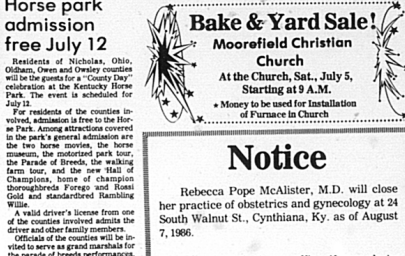 Horse park
admission
free July 12
Residents of Nicholas, Ohio,
Oldham, Owen and Owsley counties
will be the guests for a "County Day"
celebration at the Kentucky Horse
Park. The event is scheduled for
July 12.
For residents of the counties in-
volved, admission is free to the Hor-
se Park. Among attractions covered
in the park's general admission are
the two horse movies, the horse
museum, the motorized park tour,
the Parade of Breeds, the walking
farm tour, and the new Hall of
Champions, home of champion
thoroughbreds Forego and Rossi
Gold and standardbred Rambling
Willie.
A valid driver's license from one
of the counties involved admits the
driver and other family members.
Officials of the counties will be in-
vited to serve as grand marshals for
the parade of breeds performances
Bake & Yard Sale!
Moorefield Christian
Church
At the Church, Sat., July 5,
Starting at 9 A.M.
★ Money to be used for Installation
of Furnace in Church
Notice
Rebecca Pope McAlister, M.D. will close
her practice of obstetrics and gynecology at 24
South Walnut St., Cynthiana, Ky. as of August
7, 1986.